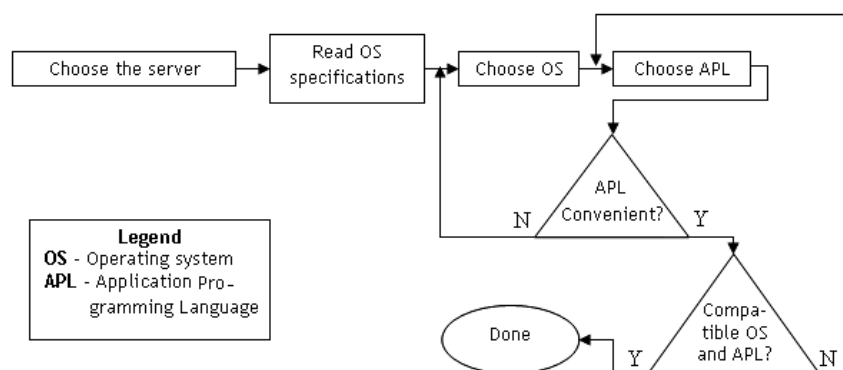 Choose the server
Read OS
specifications
Choose OS
Choose APL
APL
Convenient?
N
Y
Legend
OS - Operating system
APL - Application Pro-
gramming Language
Compa-
tible OS
and APL?
Y
N
Done